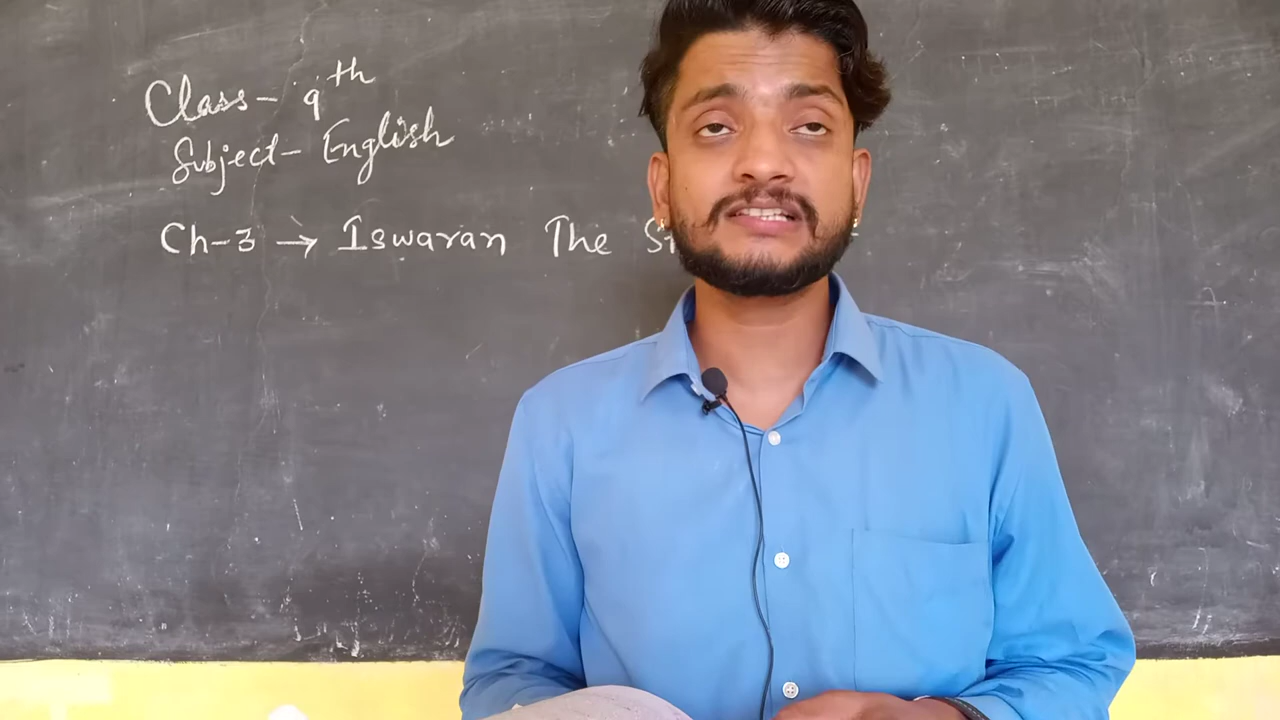 Class- 9th
Subject- English
Ch-3 → Iswaran The